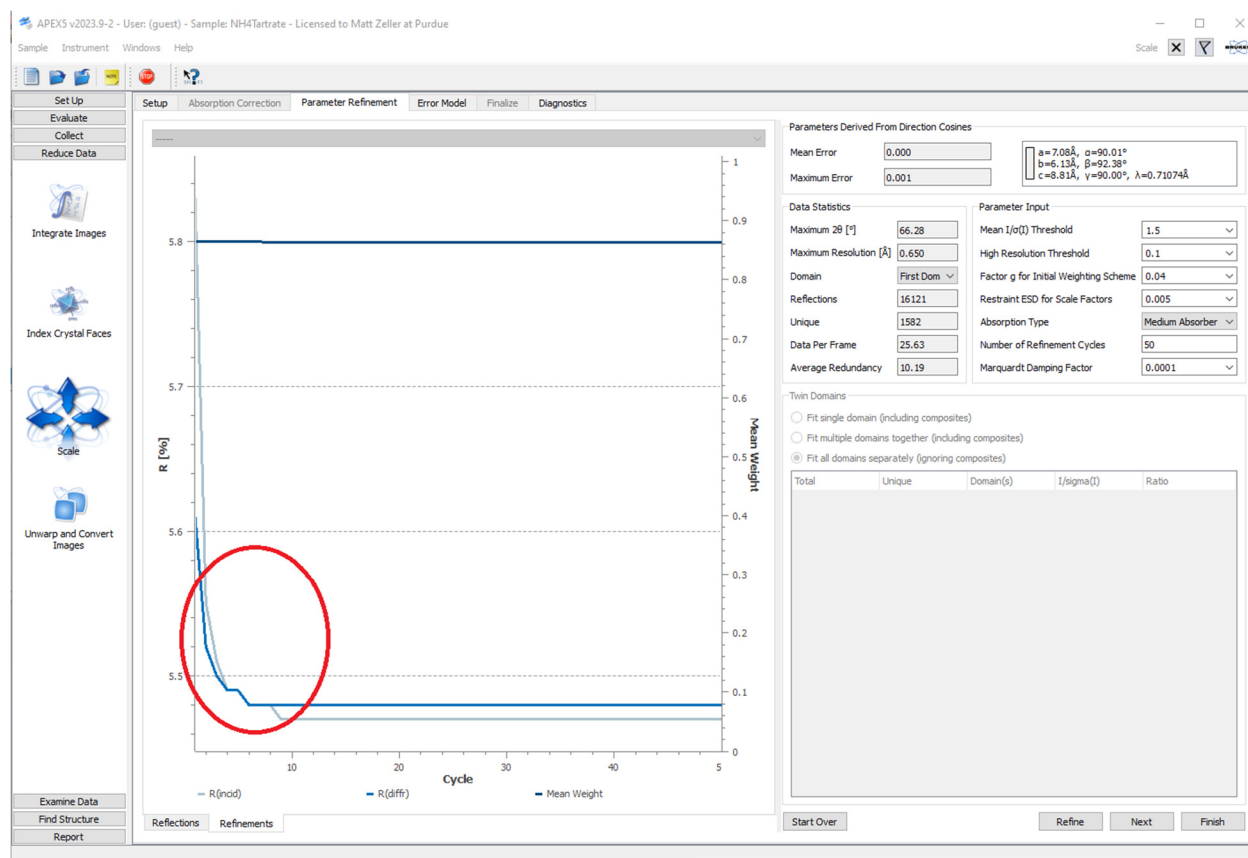 APEX5 v2023.9-2 - User: (guest) - Sample: NH4Tartrate - Licensed to Matt Zeller at Purdue
Sample Instrument Windows Help
Scale
BRUKER
NOTE
STOP
Set Up
Evaluate
Collect
Reduce Data
Integrate Images
Index Crystal Faces
Scale
Unwarp and Convert
Images
Examine Data
Find Structure
Report
Setup Absorption Correction Parameter Refinement Error Model Finalize Diagnostics
-----
R [%]
5.8
5.7
5.6
5.5
1
0.9
0.8
0.7
0.6
0.5
0.4
0.3
0.2
0.1
0
Mean Weight
10 20 30 40 5
Cycle
R(incid) R(diffr) Mean Weight
Reflections Refinements
Parameters Derived From Direction Cosines
Mean Error 0.000
Maximum Error 0.001
a=7.08Å, α=90.01°
b=6.13Å, β=92.38°
c=8.81Å, γ=90.00°, λ=0.71074Å
Data Statistics
Maximum 2θ [°] 66.28
Maximum Resolution [Å] 0.650
Domain First Dom
Reflections 16121
Unique 1582
Data Per Frame 25.63
Average Redundancy 10.19
Parameter Input
Mean I/σ(I) Threshold 1.5
High Resolution Threshold 0.1
Factor g for Initial Weighting Scheme 0.04
Restraint ESD for Scale Factors 0.005
Absorption Type Medium Absorber
Number of Refinement Cycles 50
Marquardt Damping Factor 0.0001
Twin Domains
Fit single domain (including composites)
Fit multiple domains together (including composites)
Fit all domains separately (ignoring composites)
Total Unique Domain(s) I/sigma(I) Ratio
Start Over Refine Next Finish